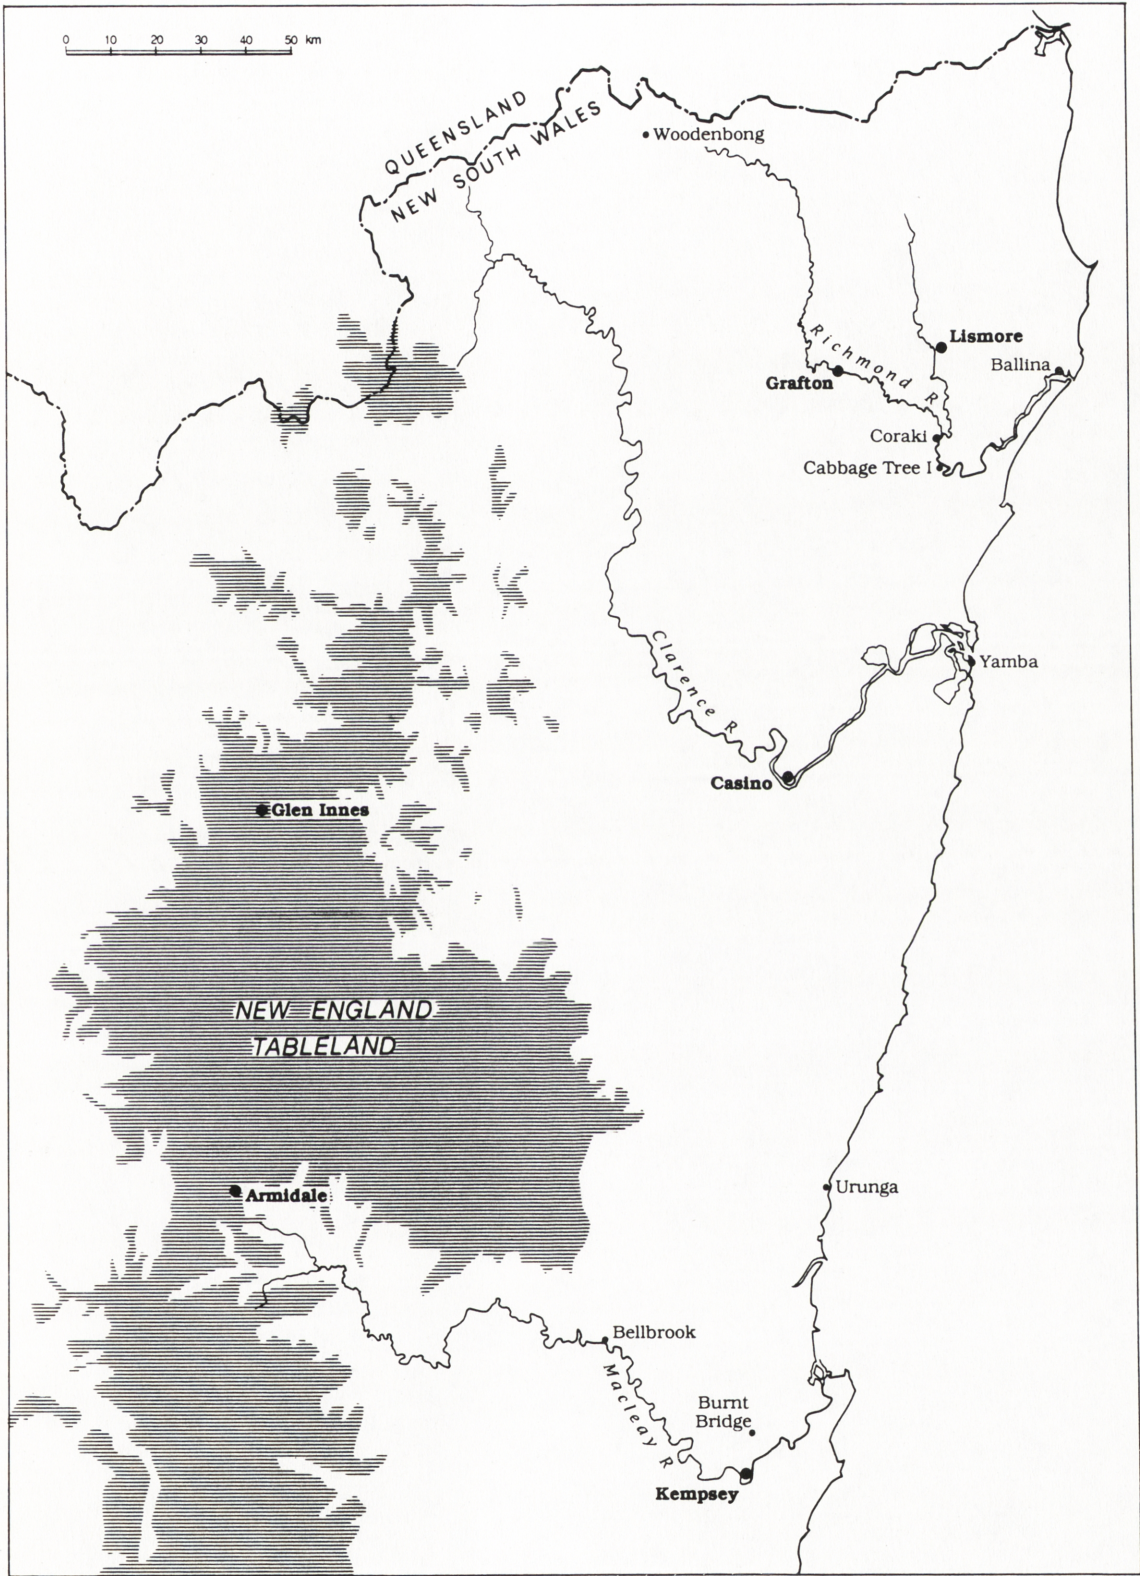 0 10 20 30 40 50 km
QUEENSLAND
NEW SOUTH WALES
Woodenbong
Richmond R
Lismore
Ballina
Grafton
Coraki
Cabbage Tree I
Clarence R
Yamba
Casino
Glen Innes
NEW ENGLAND
TABLELAND
Armidale
Urunga
Bellbrook
Macleay R
Burnt
Bridge
Kempsey